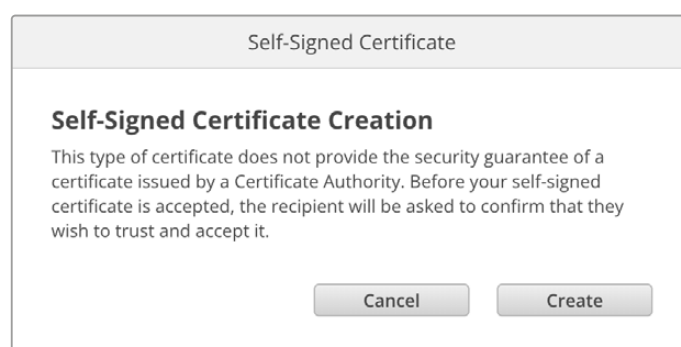 Self-Signed Certificate
Self-Signed Certificate Creation
This type of certificate does not provide the security guarantee of a
certificate issued by a Certificate Authority. Before your self-signed
certificate is accepted, the recipient will be asked to confirm that they
wish to trust and accept it.
Cancel Create